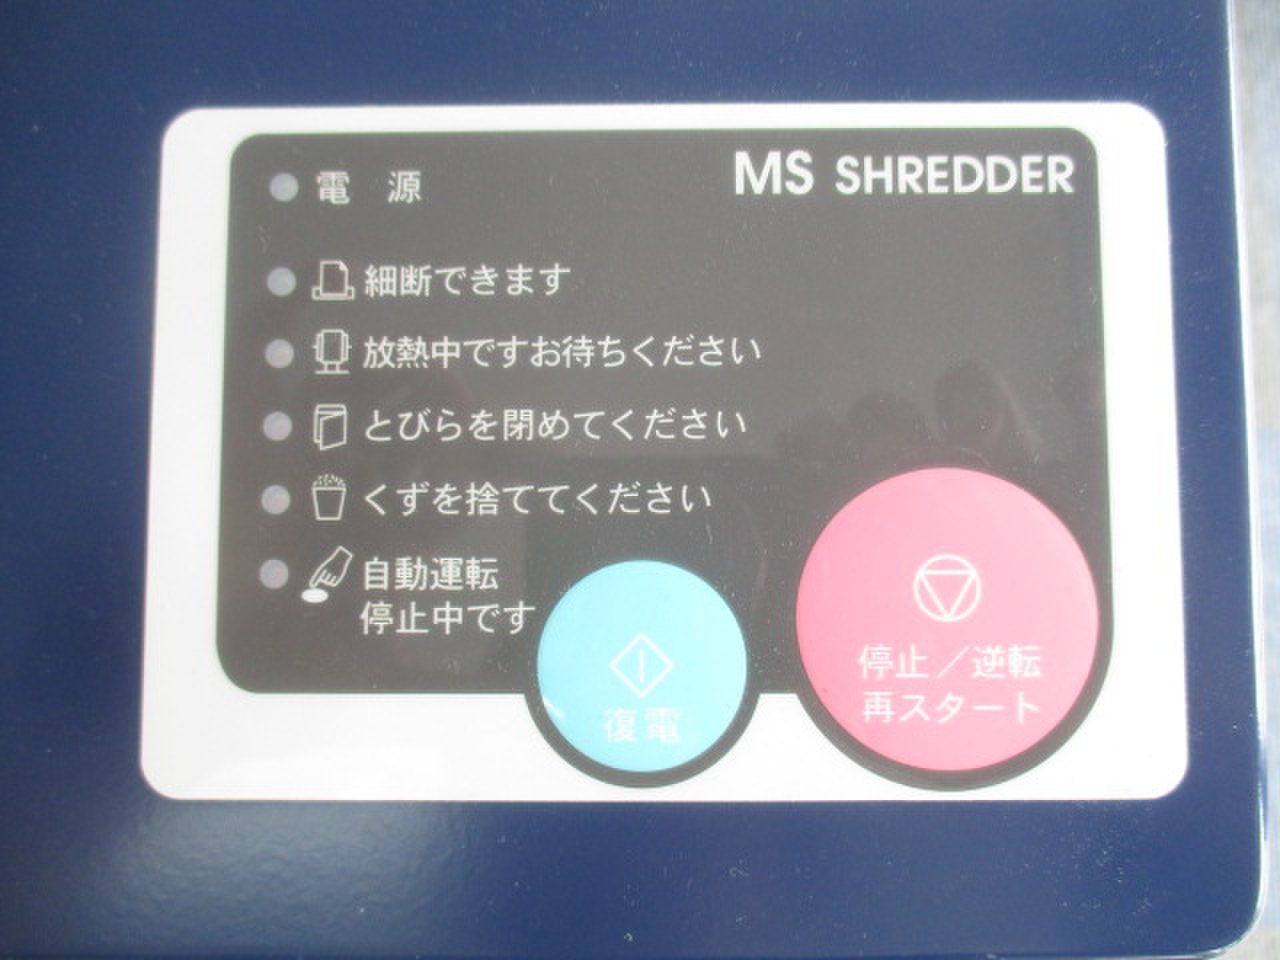 MS SHREDDER
電 源
細断できます
放熱中ですお待ちください
とびらを閉めてください
くずを捨ててください
自動運転
停止中です
復電
停止／逆転
再スタート